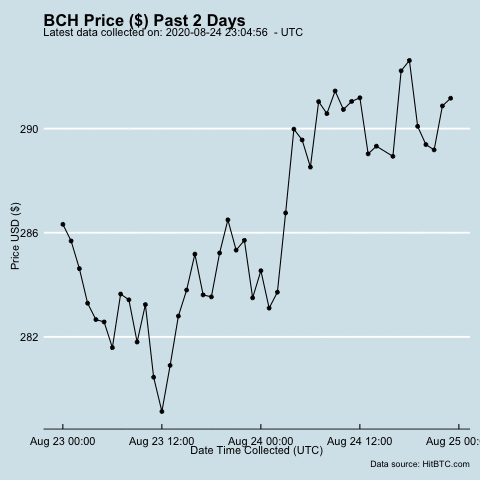 BCH Price ($) Past 2 Days
Latest data collected on: 2020-08-24 23:04:56 - UTC
290
286
282
Price USD ($)
Aug 23 00:00 Aug 23 12:00 Aug 24 00:00 Aug 24 12:00 Aug 25 00:
Date Time Collected (UTC)
Data source: HitBTC.com